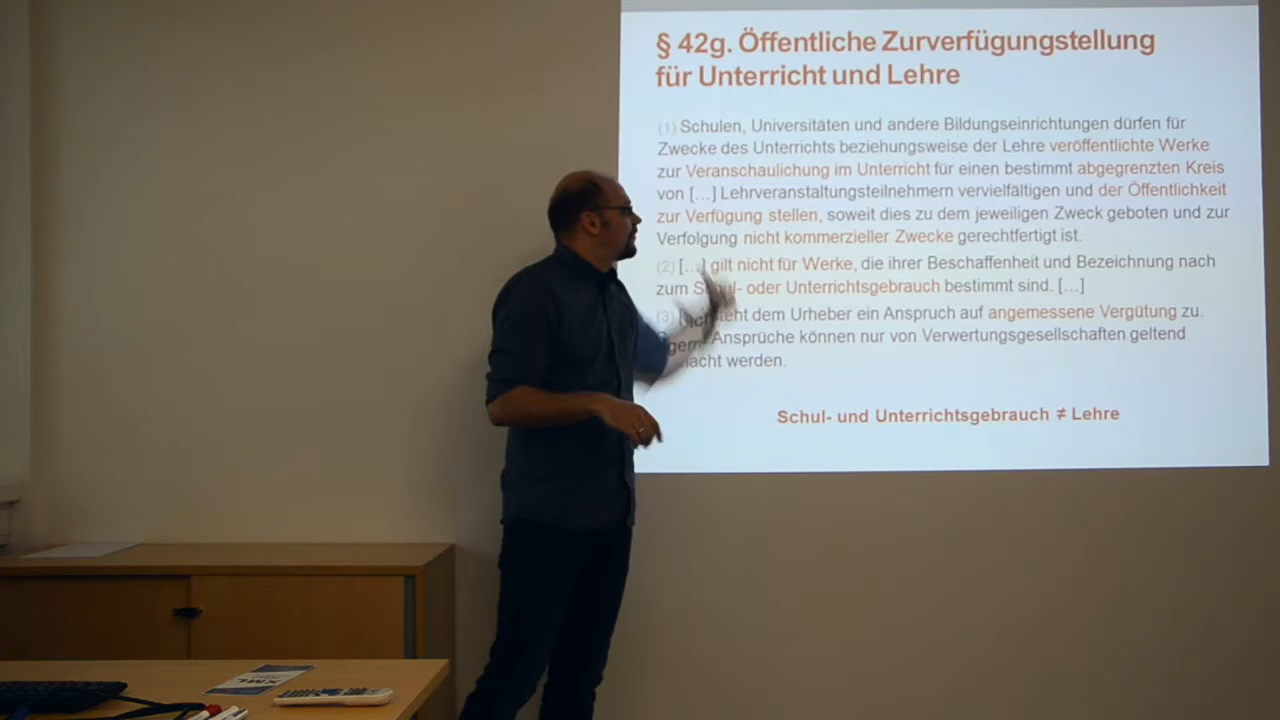 § 42g. Öffentliche Zurverfügungstellung
für Unterricht und Lehre
(1) Schulen, Universitäten und andere Bildungseinrichtungen dürfen für
Zwecke des Unterrichts beziehungsweise der Lehre veröffentlichte Werke
zur Veranschaulichung im Unterricht für einen bestimmt abgegrenzten Kreis
von [...] Lehrveranstaltungsteilnehmern vervielfältigen und der Öffentlichkeit
zur Verfügung stellen, soweit dies zu dem jeweiligen Zweck geboten und zur
Verfolgung nicht kommerzieller Zwecke gerechtfertigt ist.
(2) [...] gilt nicht für Werke, die ihrer Beschaffenheit und Bezeichnung nach
zum Schul- oder Unterrichtsgebrauch bestimmt sind. [...]
(3) dem Urheber ein Anspruch auf angemessene Vergütung zu.
Ansprüche können nur von Verwertungsgesellschaften geltend
werden.
Schul- und Unterrichtsgebrauch ≠ Lehre
XML